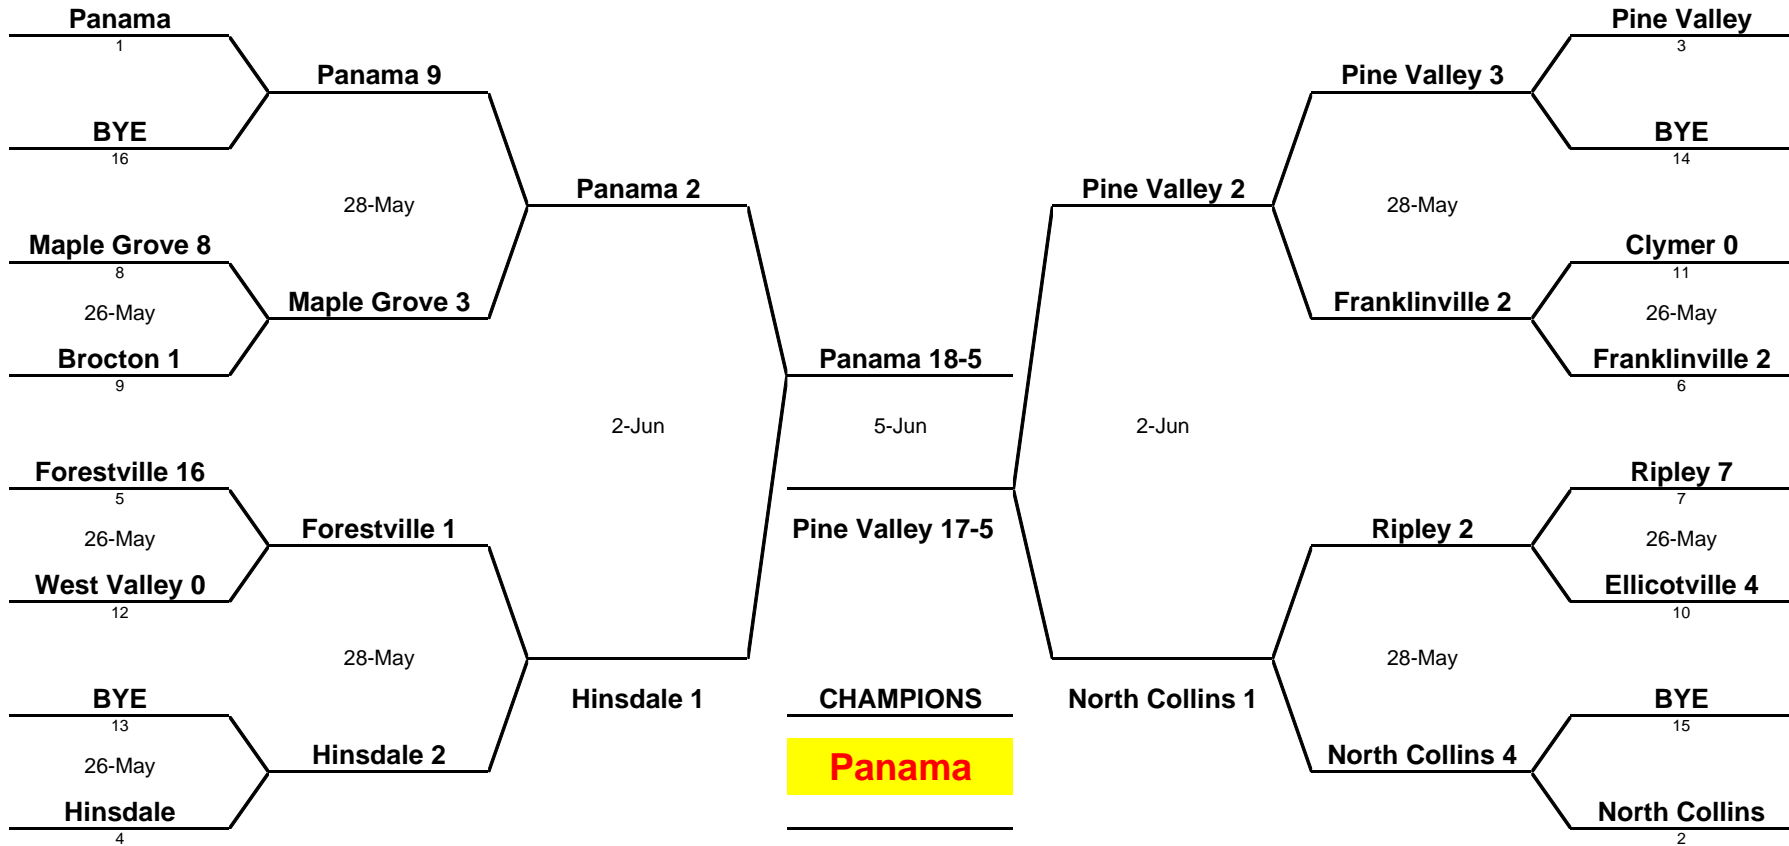 Panama
1
Panama 9
BYE
16
28-May
Panama 2
Maple Grove 8
8
26-May
Maple Grove 3
Brocton 1
9
2-Jun
Forestville 16
5
26-May
Forestville 1
West Valley 0
12
28-May
Hinsdale 1
BYE
13
26-May
Hinsdale 2
Hinsdale
4
Panama 18-5
5-Jun
Pine Valley 17-5
CHAMPIONS
Panama
Pine Valley
3
Pine Valley 3
BYE
14
Pine Valley 2
28-May
Clymer 0
11
26-May
Franklinville 2
Franklinville 2
6
2-Jun
Ripley 7
7
Ripley 2
26-May
Ellicotville 4
10
28-May
North Collins 1
BYE
15
North Collins 4
North Collins
2